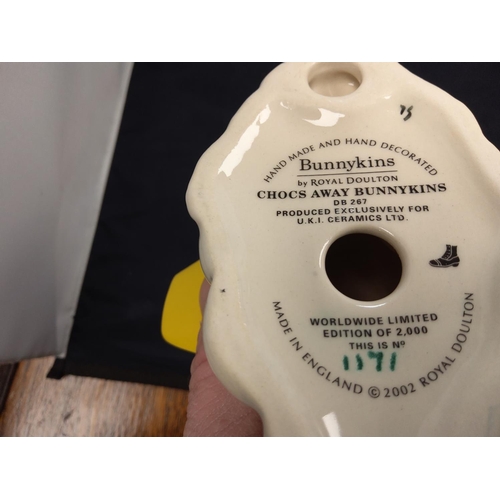 HAND MADE AND HAND DECORATED
Bunnykins
by ROYAL DOULTON
CHOCS AWAY BUNNYKINS
DB 267
PRODUCED EXCLUSIVELY FOR
U.K.I. CERAMICS LTD.
WORLDWIDE LIMITED
EDITION OF 2,000
THIS IS Nº
1171
MADE IN ENGLAND © 2002 ROYAL DOULTON